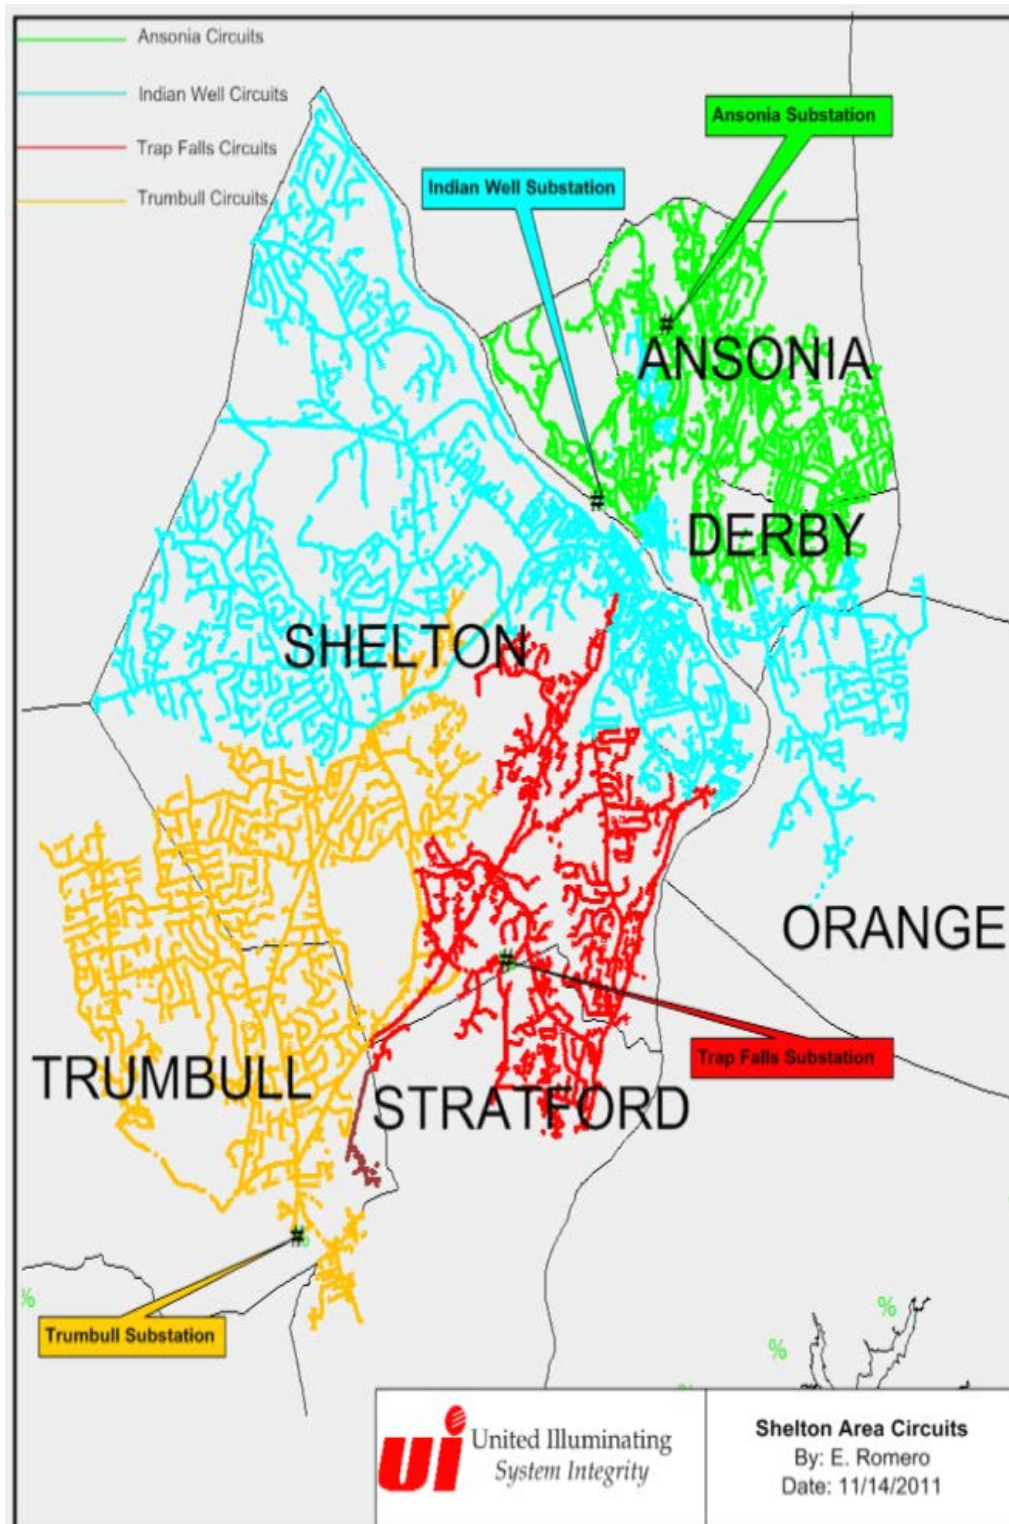 Ansonia Circuits
Indian Well Circuits
Trap Falls Circuits
Trumbull Circuits
Ansonia Substation
Indian Well Substation
#
ANSONIA
#
DERBY
SHELTON
ORANGE
#
Trap Falls Substation
TRUMBULL
STRATFORD
#
%
Trumbull Substation
%
%
ui United Illuminating
System Integrity
Shelton Area Circuits
By: E. Romero
Date: 11/14/2011